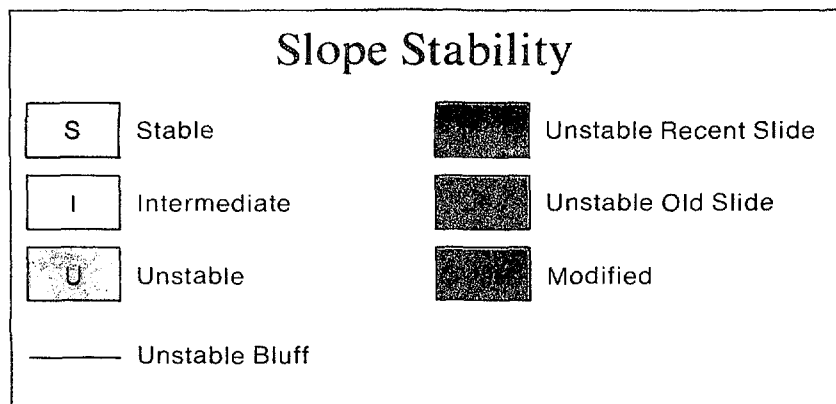 Slope Stability
S Stable
I Intermediate
U Unstable
Unstable Bluff
Unstable Recent Slide
Unstable Old Slide
Modified